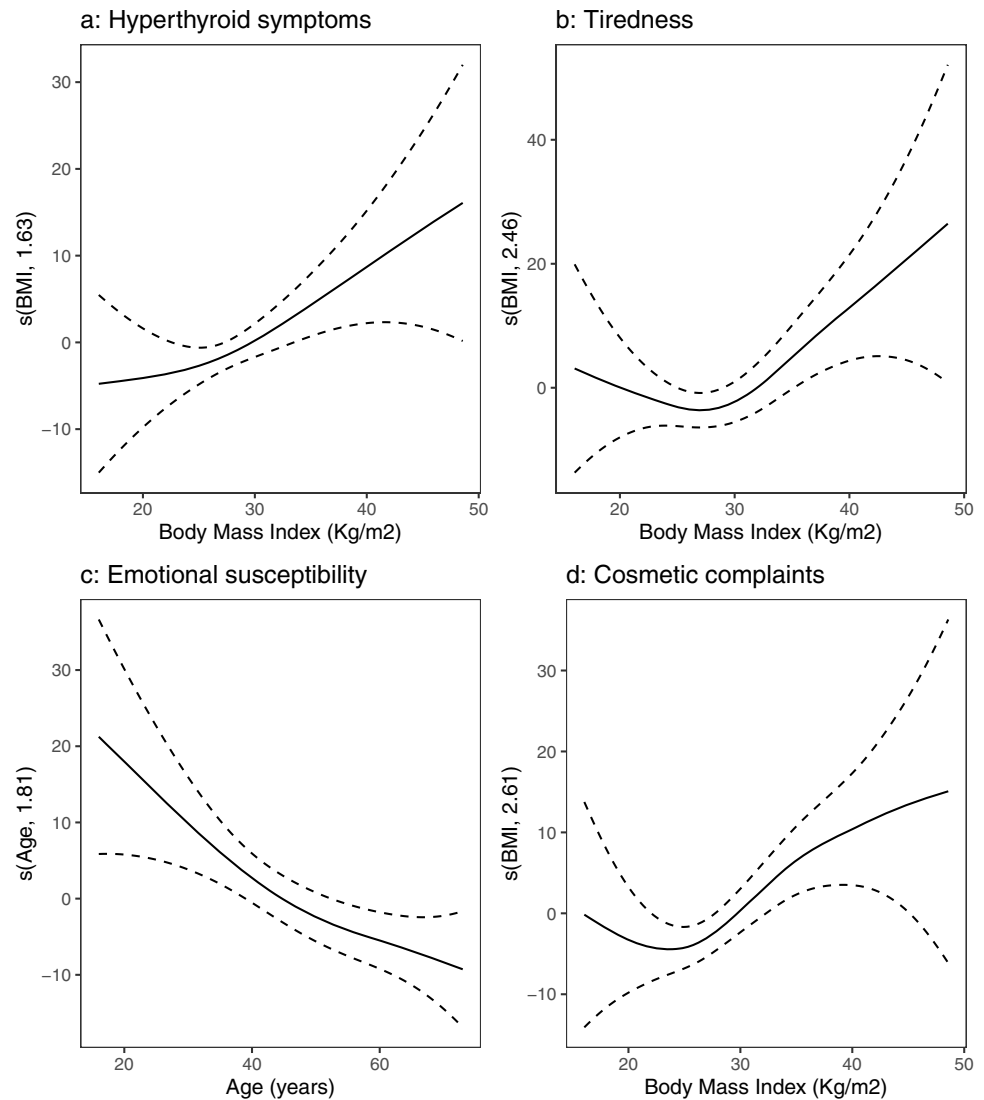 a: Hyperthyroid symptoms
s(BMI, 1.63)
30
20
10
0
−10
20 30 40 50
Body Mass Index (Kg/m2)
b: Tiredness
s(BMI, 2.46)
40
20
0
20 30 40 50
Body Mass Index (Kg/m2)
c: Emotional susceptibility
s(Age, 1.81)
30
20
10
0
−10
20 40 60
Age (years)
d: Cosmetic complaints
s(BMI, 2.61)
30
20
10
0
−10
20 30 40 50
Body Mass Index (Kg/m2)